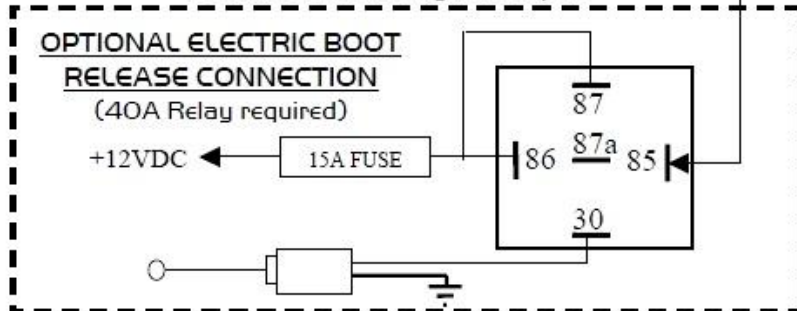 OPTIONAL ELECTRIC BOOT
RELEASE CONNECTION
(40A Relay required)
+12VDC
15A FUSE
87
86
87a
85
30